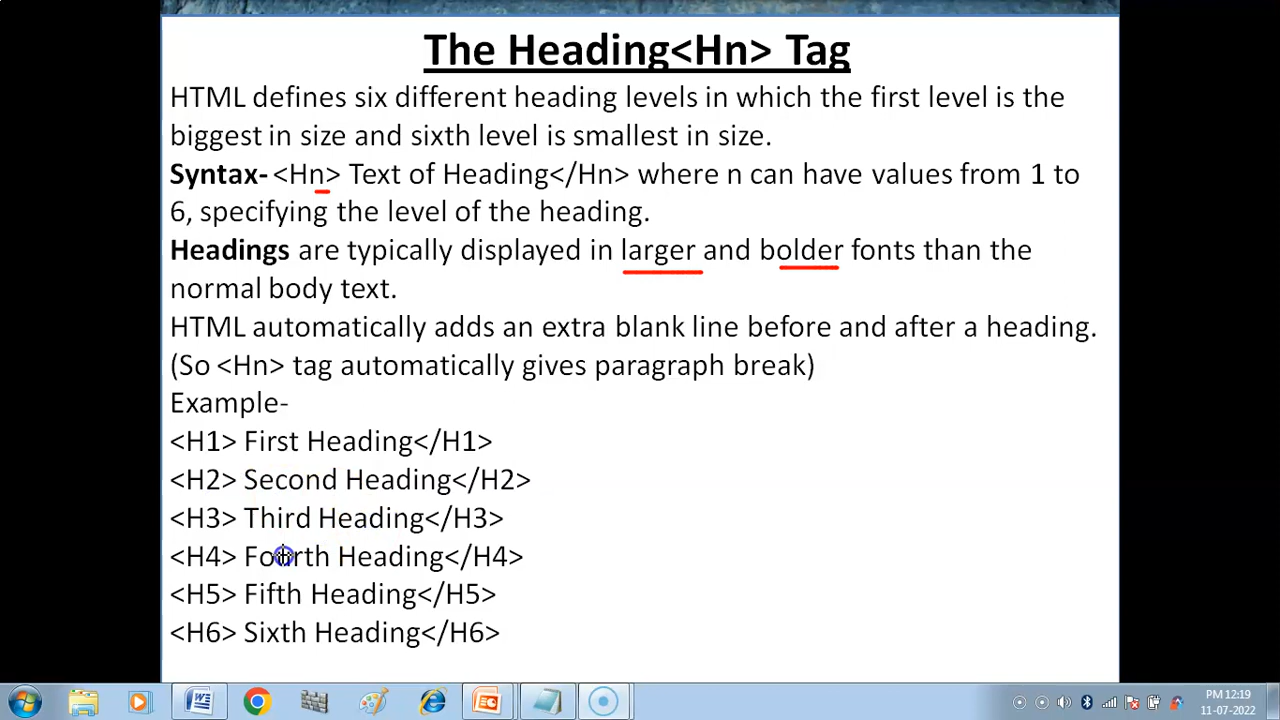 The Heading<Hn> Tag
HTML defines six different heading levels in which the first level is the
biggest in size and sixth level is smallest in size.
Syntax- <Hn> Text of Heading</Hn> where n can have values from 1 to
6, specifying the level of the heading.
Headings are typically displayed in larger and bolder fonts than the
normal body text.
HTML automatically adds an extra blank line before and after a heading.
(So <Hn> tag automatically gives paragraph break)
Example-
<H1> First Heading</H1>
<H2> Second Heading</H2>
<H3> Third Heading</H3>
<H4> Fourth Heading</H4>
<H5> Fifth Heading</H5>
<H6> Sixth Heading</H6>
PM 12:19
11-07-2022